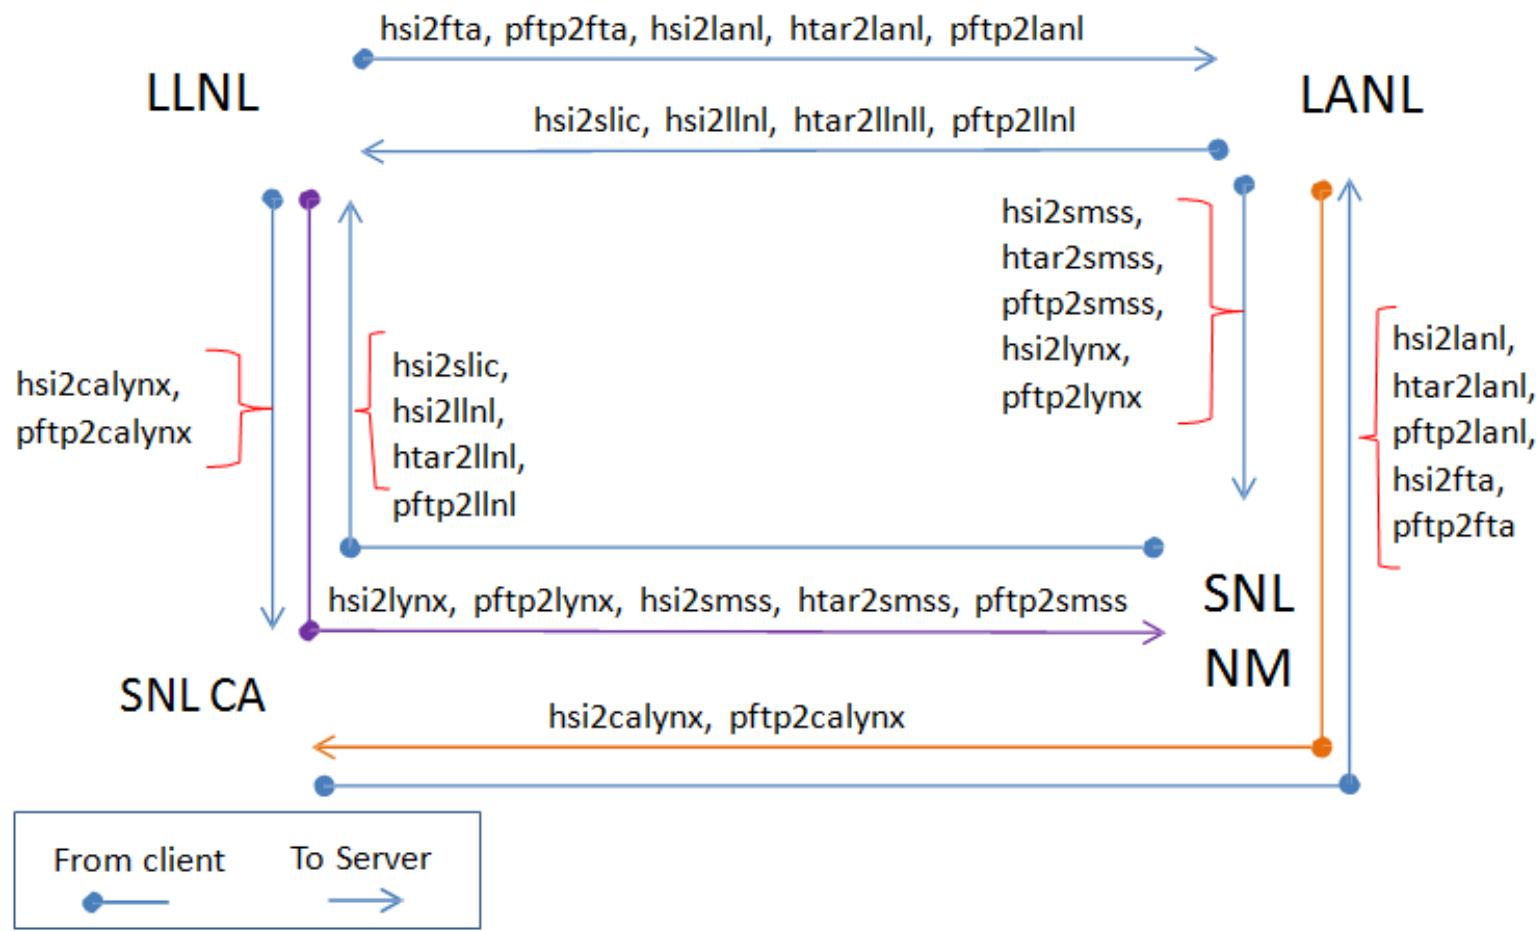 hsi2fta, pftp2fta, hsi2lanl, htar2lanl, pftp2lanl
LLNL
LANL
hsi2slic, hsi2llnl, htar2llnll, pftp2llnl
hsi2smss,
htar2smss,
pftp2smss,
hsi2lynx,
pftp2lynx
hsi2lanl,
htar2lanl,
pftp2lanl,
hsi2fta,
pftp2fta
hsi2calynx,
pftp2calynx
hsi2slic,
hsi2llnl,
htar2llnl,
pftp2llnl
hsi2lynx, pftp2lynx, hsi2smss, htar2smss, pftp2smss
SNL
NM
SNL CA
hsi2calynx, pftp2calynx
From client To Server